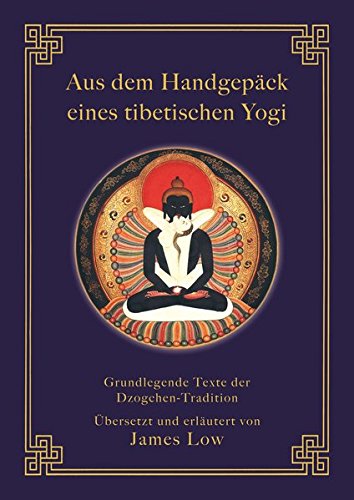 Aus dem Handgepäck
eines tibetischen Yogi
Grundlegende Texte der
Dzogchen-Tradition
Übersetzt und erläutert von
James Low